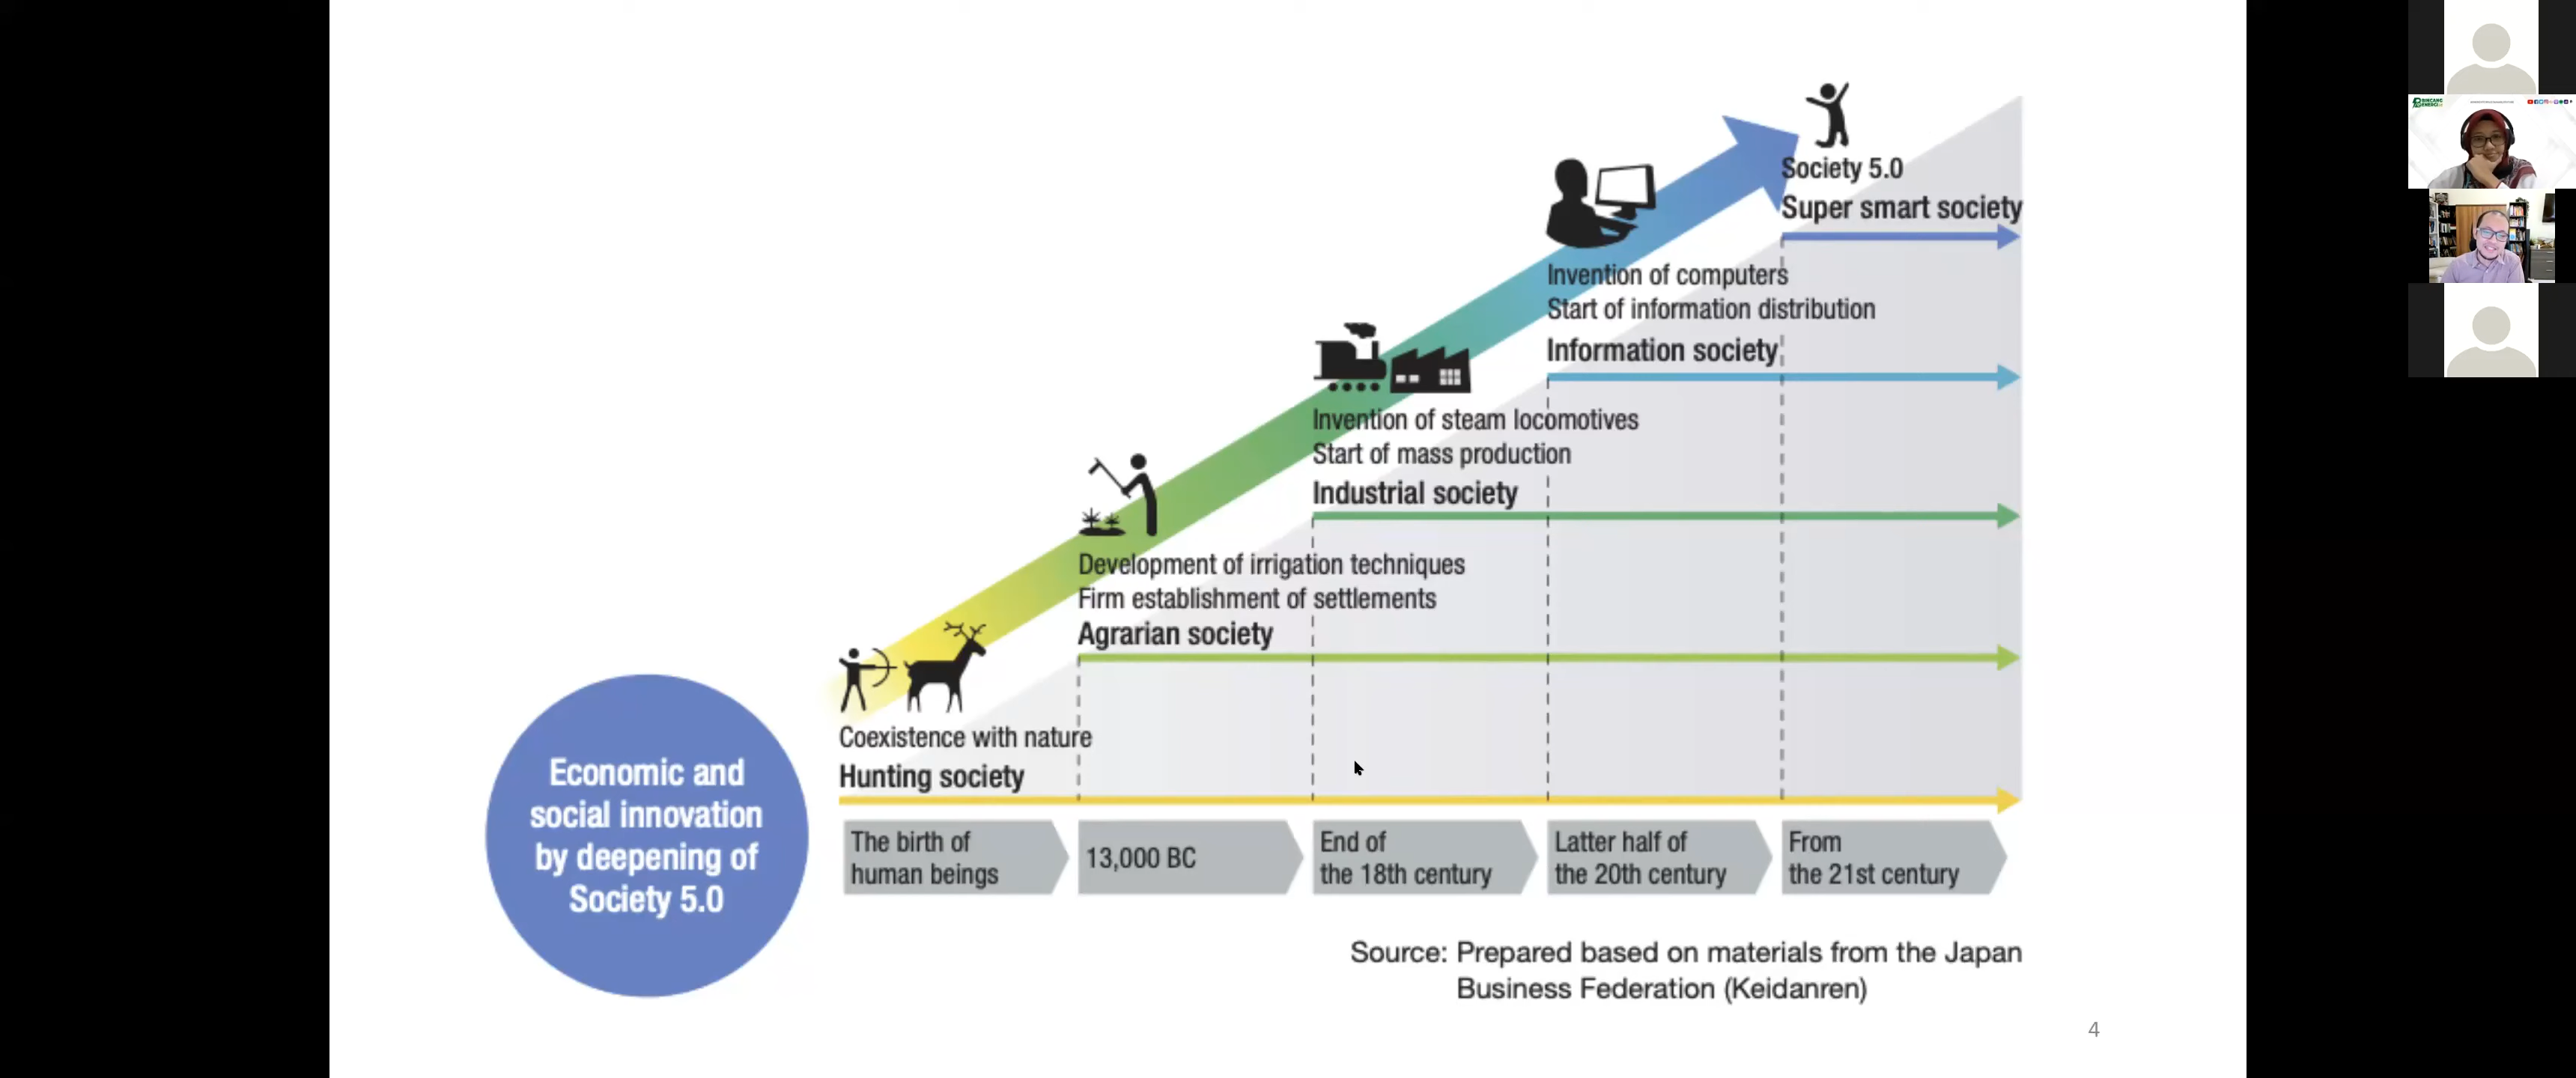 Society 5.0
Super smart society
Invention of computers
Start of information distribution
Information society
Invention of steam locomotives
Start of mass production
Industrial society
Development of irrigation techniques
Firm establishment of settlements
Agrarian society
Coexistence with nature
Hunting society
Economic and
social innovation
by deepening of
Society 5.0
The birth of
human beings
13,000 BC
End of
the 18th century
Latter half of
the 20th century
From
the 21st century
Source: Prepared based on materials from the Japan
Business Federation (Keidanren)
4